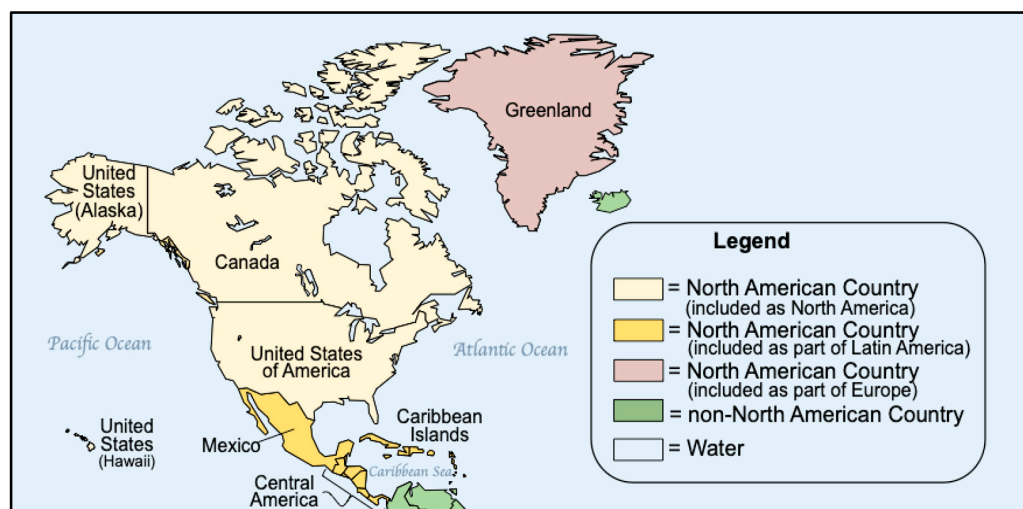 Greenland
United
States
(Alaska)
Canada
Legend
= North American Country
(included as North America)
= North American Country
(included as part of Latin America)
= North American Country
(included as part of Europe)
= non-North American Country
= Water
Pacific Ocean
Atlantic Ocean
United States
of America
United
States
(Hawaii)
Mexico
Caribbean
Islands
Caribbean Sea
Central
America